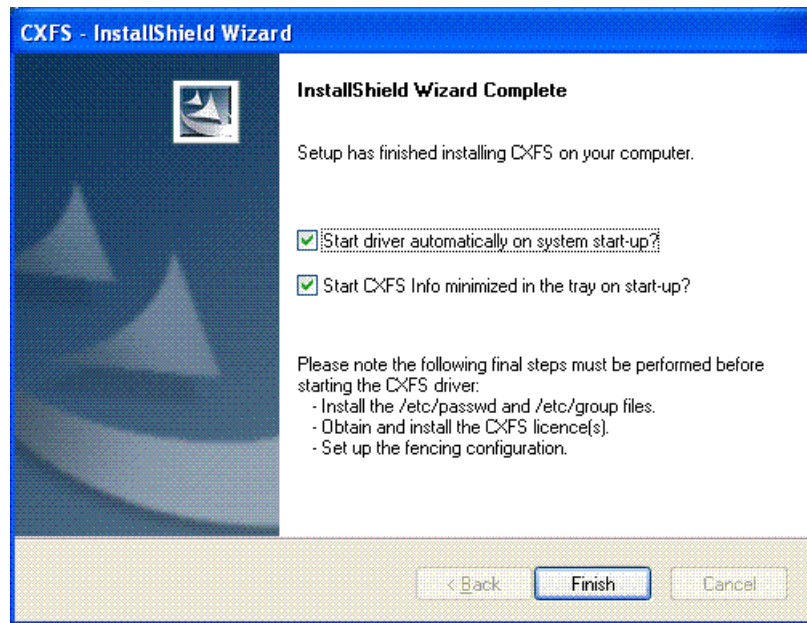 CXFS - InstallShield Wizard
InstallShield Wizard Complete
Setup has finished installing CXFS on your computer.
Start driver automatically on system start-up?
Start CXFS Info minimized in the tray on start-up?
Please note the following final steps must be performed before
starting the CXFS driver:
- Install the /etc/passwd and /etc/group files.
- Obtain and install the CXFS licence(s).
- Set up the fencing configuration.
< Back
Finish
Cancel